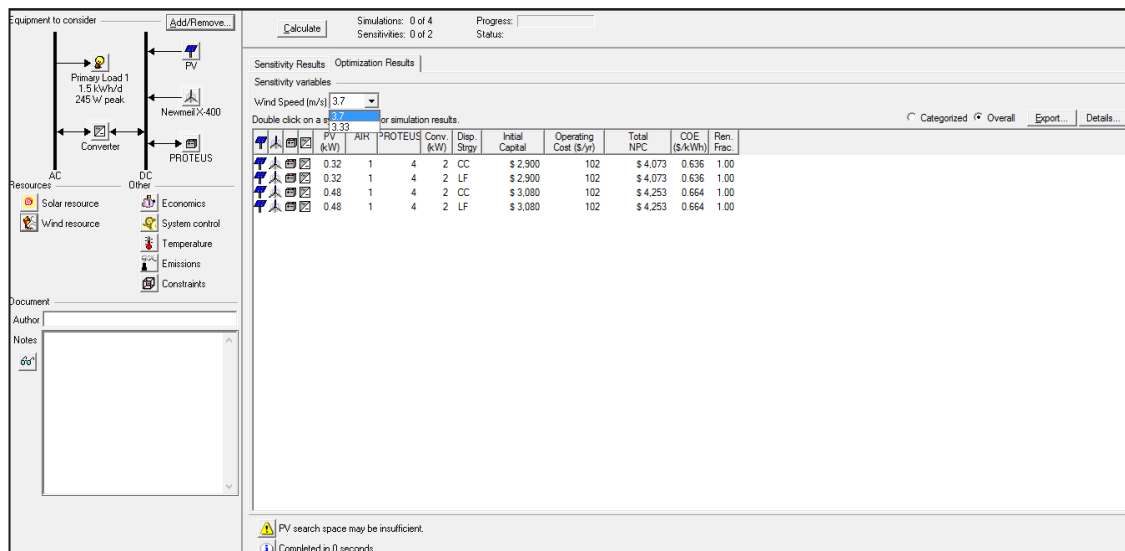 Equipment to consider
Add/Remove...
Primary Load 1
1.5 kWh/d
245 W peak
PV
Newmeil X-400
Converter
PROTEUS
AC
DC
Resources
Other
Solar resource
Economics
Wind resource
System control
Temperature
Emissions
Constraints
Document
Author
Notes
Calculate
Simulations: 0 of 4
Progress:
Sensitivities: 0 of 2
Status:
Sensitivity Results
Optimization Results
Sensitivity variables
Wind Speed (m/s) 3.7
3.7
3.33
Double click on a s or simulation results.
Categorized
Overall
Export...
Details...
PV (kW) AIR PROTEUS Conv. (kW) Disp. Strgy Initial Capital Operating Cost ($/yr) Total NPC COE ($/kWh) Ren. Frac.
0.32 1 4 2 CC $ 2,900 102 $ 4,073 0.636 1.00
0.32 1 4 2 LF $ 2,900 102 $ 4,073 0.636 1.00
0.48 1 4 2 CC $ 3,080 102 $ 4,253 0.664 1.00
0.48 1 4 2 LF $ 3,080 102 $ 4,253 0.664 1.00
PV search space may be insufficient.
Completed in 0 seconds.